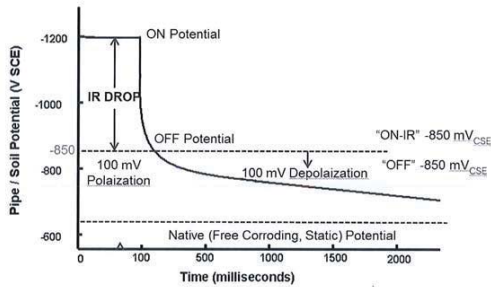 Pipe / Soil Potential (V SCE)
-1200
-1000
-850
-800
-600
ON Potential
IR DROP
OFF Potential
"ON-IR" -850 mVCSE
100 mV
Polaization
100 mV Depolaization
"OFF" -850 mVCSE
Native (Free Corroding, Static) Potential
0
100
500
1000
1500
2000
Time (milliseconds)